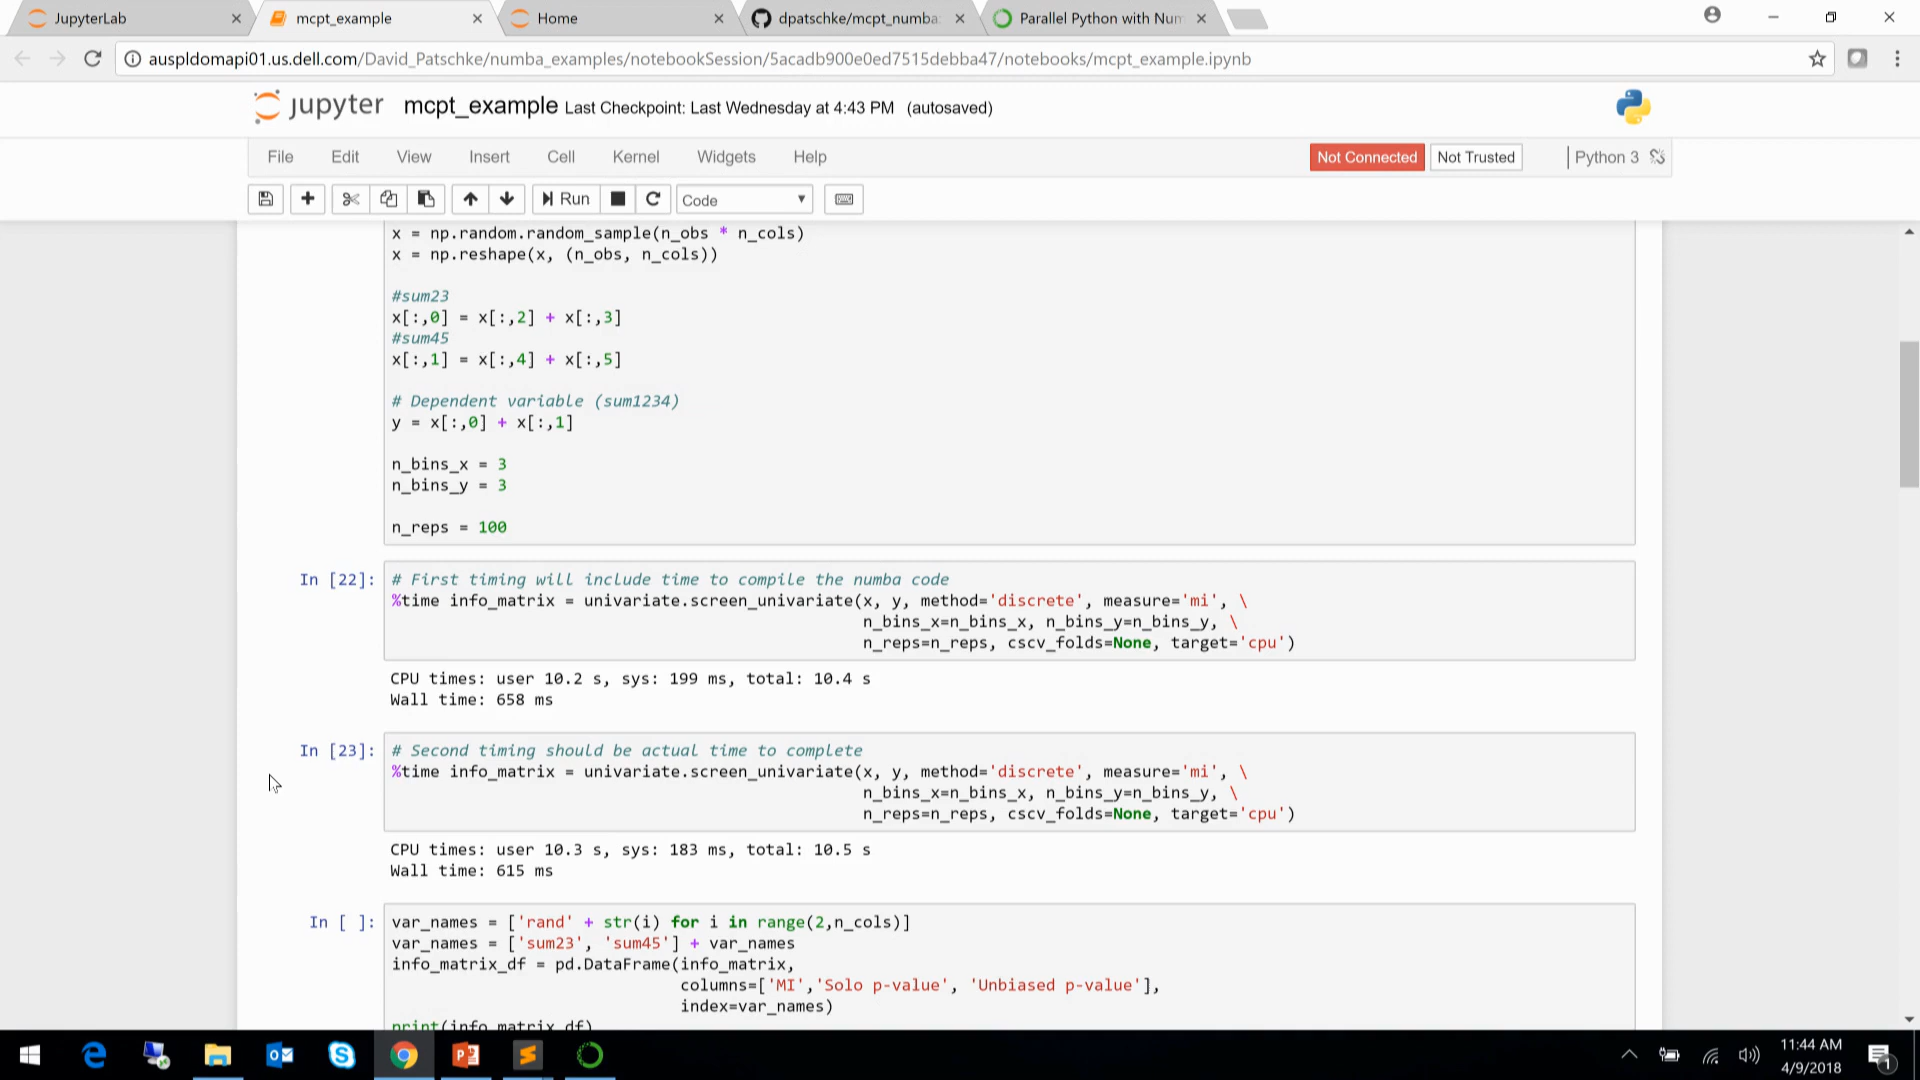 JupyterLab
mcpt_example
Home
dpatschke/mcpt_numba:
Parallel Python with Num
auspldomapi01.us.dell.com/David_Patschke/numba_examples/notebookSession/5acadb900e0ed7515debba47/notebooks/mcpt_example.ipynb
jupyter mcpt_example Last Checkpoint: Last Wednesday at 4:43 PM (autosaved)
File Edit View Insert Cell Kernel Widgets Help Not Connected Not Trusted Python 3
Run Code
x = np.random.random_sample(n_obs * n_cols)
x = np.reshape(x, (n_obs, n_cols))
#sum23
x[:,0] = x[:,2] + x[:,3]
#sum45
x[:,1] = x[:,4] + x[:,5]
# Dependent variable (sum1234)
y = x[:,0] + x[:,1]
n_bins_x = 3
n_bins_y = 3
n_reps = 100
In [22]: # First timing will include time to compile the numba code
%time info_matrix = univariate.screen_univariate(x, y, method='discrete', measure='mi', \
n_bins_x=n_bins_x, n_bins_y=n_bins_y, \
n_reps=n_reps, cscv_folds=None, target='cpu')
CPU times: user 10.2 s, sys: 199 ms, total: 10.4 s
Wall time: 658 ms
In [23]: # Second timing should be actual time to complete
%time info_matrix = univariate.screen_univariate(x, y, method='discrete', measure='mi', \
n_bins_x=n_bins_x, n_bins_y=n_bins_y, \
n_reps=n_reps, cscv_folds=None, target='cpu')
CPU times: user 10.3 s, sys: 183 ms, total: 10.5 s
Wall time: 615 ms
In [ ]: var_names = ['rand' + str(i) for i in range(2,n_cols)]
var_names = ['sum23', 'sum45'] + var_names
info_matrix_df = pd.DataFrame(info_matrix,
columns=['MI','Solo p-value', 'Unbiased p-value'],
index=var_names)
print(info_matrix_df)
11:44 AM
4/9/2018
1